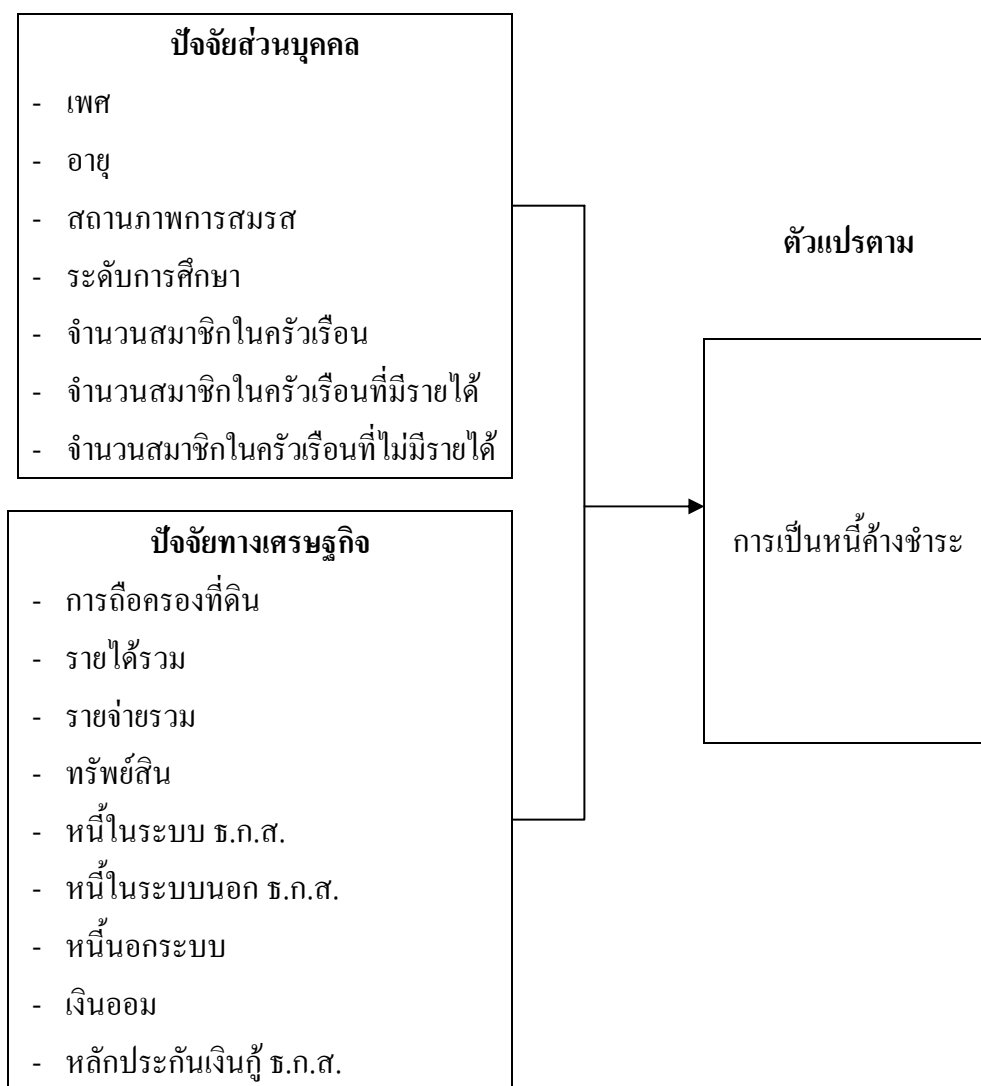 ปัจจัยส่วนบุคคล
- เพศ
- อายุ
- สถานภาพการสมรส
- ระดับการศึกษา
- จำนวนสมาชิกในครัวเรือน
- จำนวนสมาชิกในครัวเรือนที่มีรายได้
- จำนวนสมาชิกในครัวเรือนที่ไม่มีรายได้
ปัจจัยทางเศรษฐกิจ
- การถือครองที่ดิน
- รายได้รวม
- รายจ่ายรวม
- ทรัพย์สิน
- หนี้ในระบบ ธ.ก.ส.
- หนี้ในระบบนอก ธ.ก.ส.
- หนี้นอกระบบ
- เงินออม
- หลักประกันเงินกู้ ธ.ก.ส.
ตัวแปรตาม
การเป็นหนี้ค้างชำระ